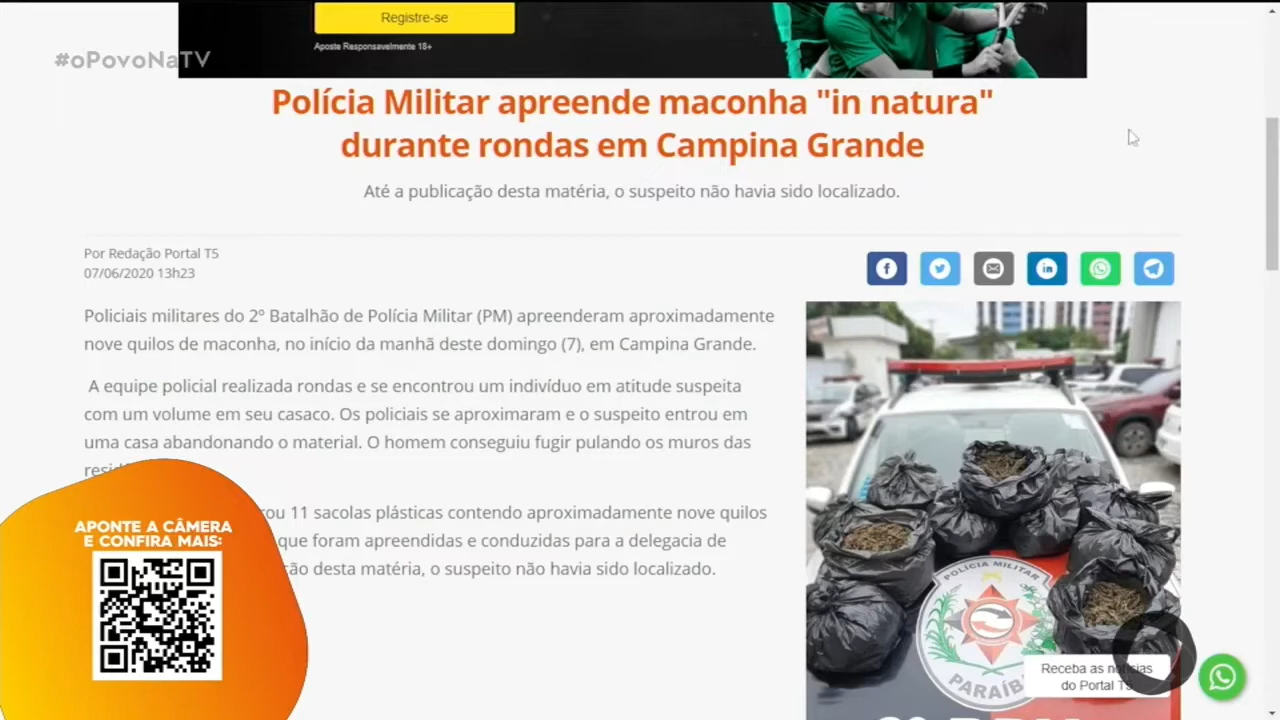 Registre-se
Aposte Responsavelmente 18+
#oPovoNaTV
Polícia Militar apreende maconha "in natura"
durante rondas em Campina Grande
Até a publicação desta matéria, o suspeito não havia sido localizado.
Por Redação Portal T5
07/06/2020 13h23
Policiais militares do 2º Batalhão de Polícia Militar (PM) apreenderam aproximadamente
nove quilos de maconha, no início da manhã deste domingo (7), em Campina Grande.
A equipe policial realizada rondas e se encontrou um indivíduo em atitude suspeita
com um volume em seu casaco. Os policiais se aproximaram e o suspeito entrou em
uma casa abandonando o material. O homem conseguiu fugir pulando os muros das
11 sacolas plásticas contendo aproximadamente nove quilos
que foram apreendidas e conduzidas para a delegacia de
desta matéria, o suspeito não havia sido localizado.
APONTE A CÂMERA
E CONFIRA MAIS:
POLÍCIA MILITAR
Receba as notícias
do Portal T5